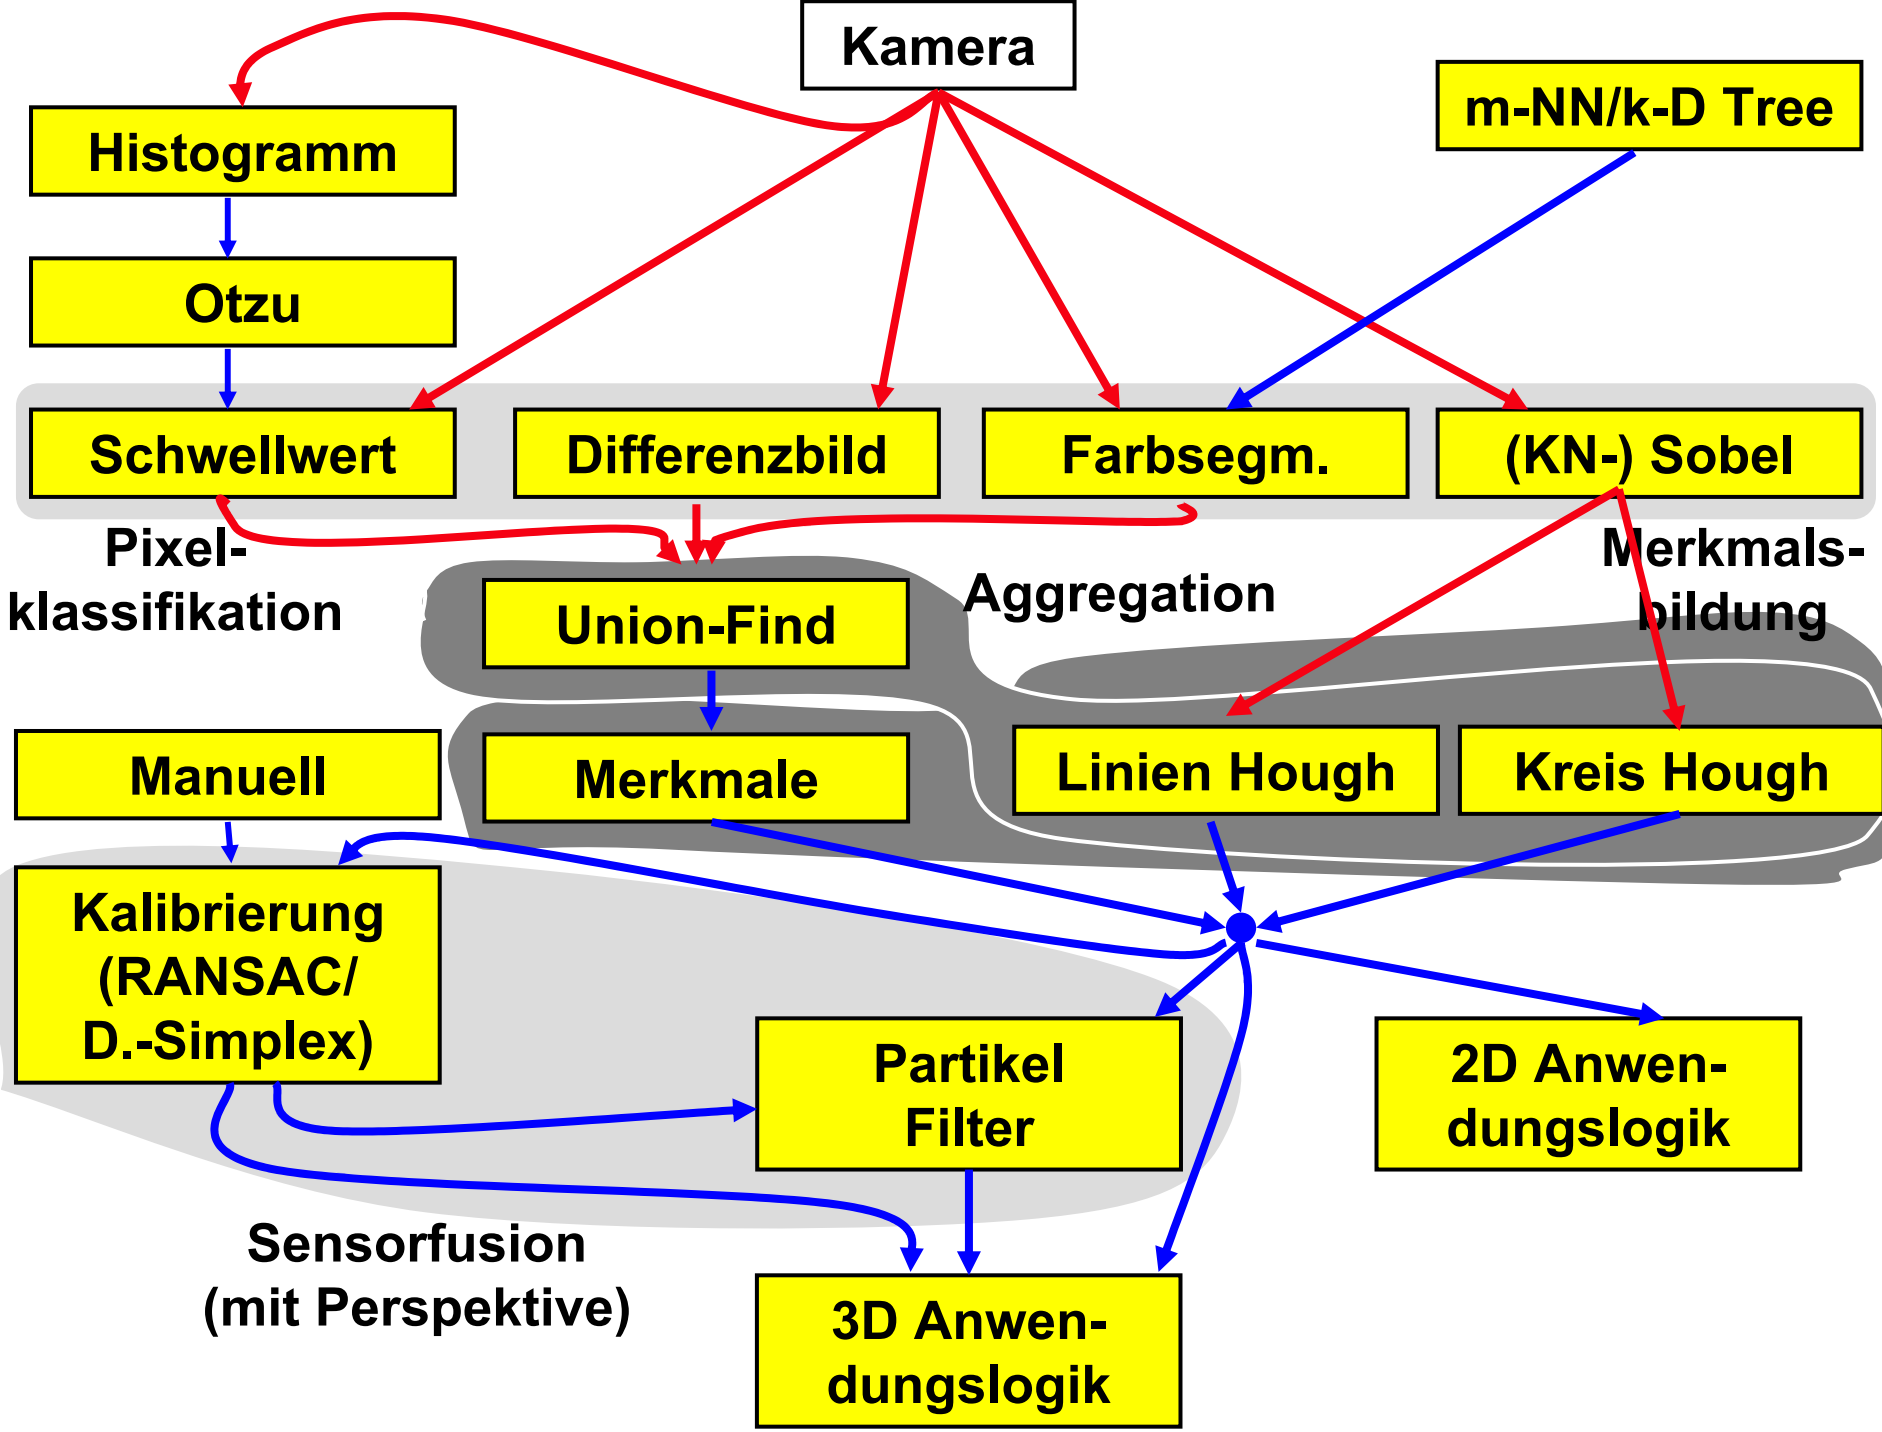 Kamera
m-NN/k-D Tree
Histogramm
Otzu
Schwellwert
Differenzbild
Farbsegm.
(KN-) Sobel
Pixel-
klassifikation
Aggregation
Merkmals-
bildung
Union-Find
Manuell
Merkmale
Linien Hough
Kreis Hough
Kalibrierung
(RANSAC/
D.-Simplex)
Partikel
Filter
2D Anwen-
dungslogik
Sensorfusion
(mit Perspektive)
3D Anwen-
dungslogik